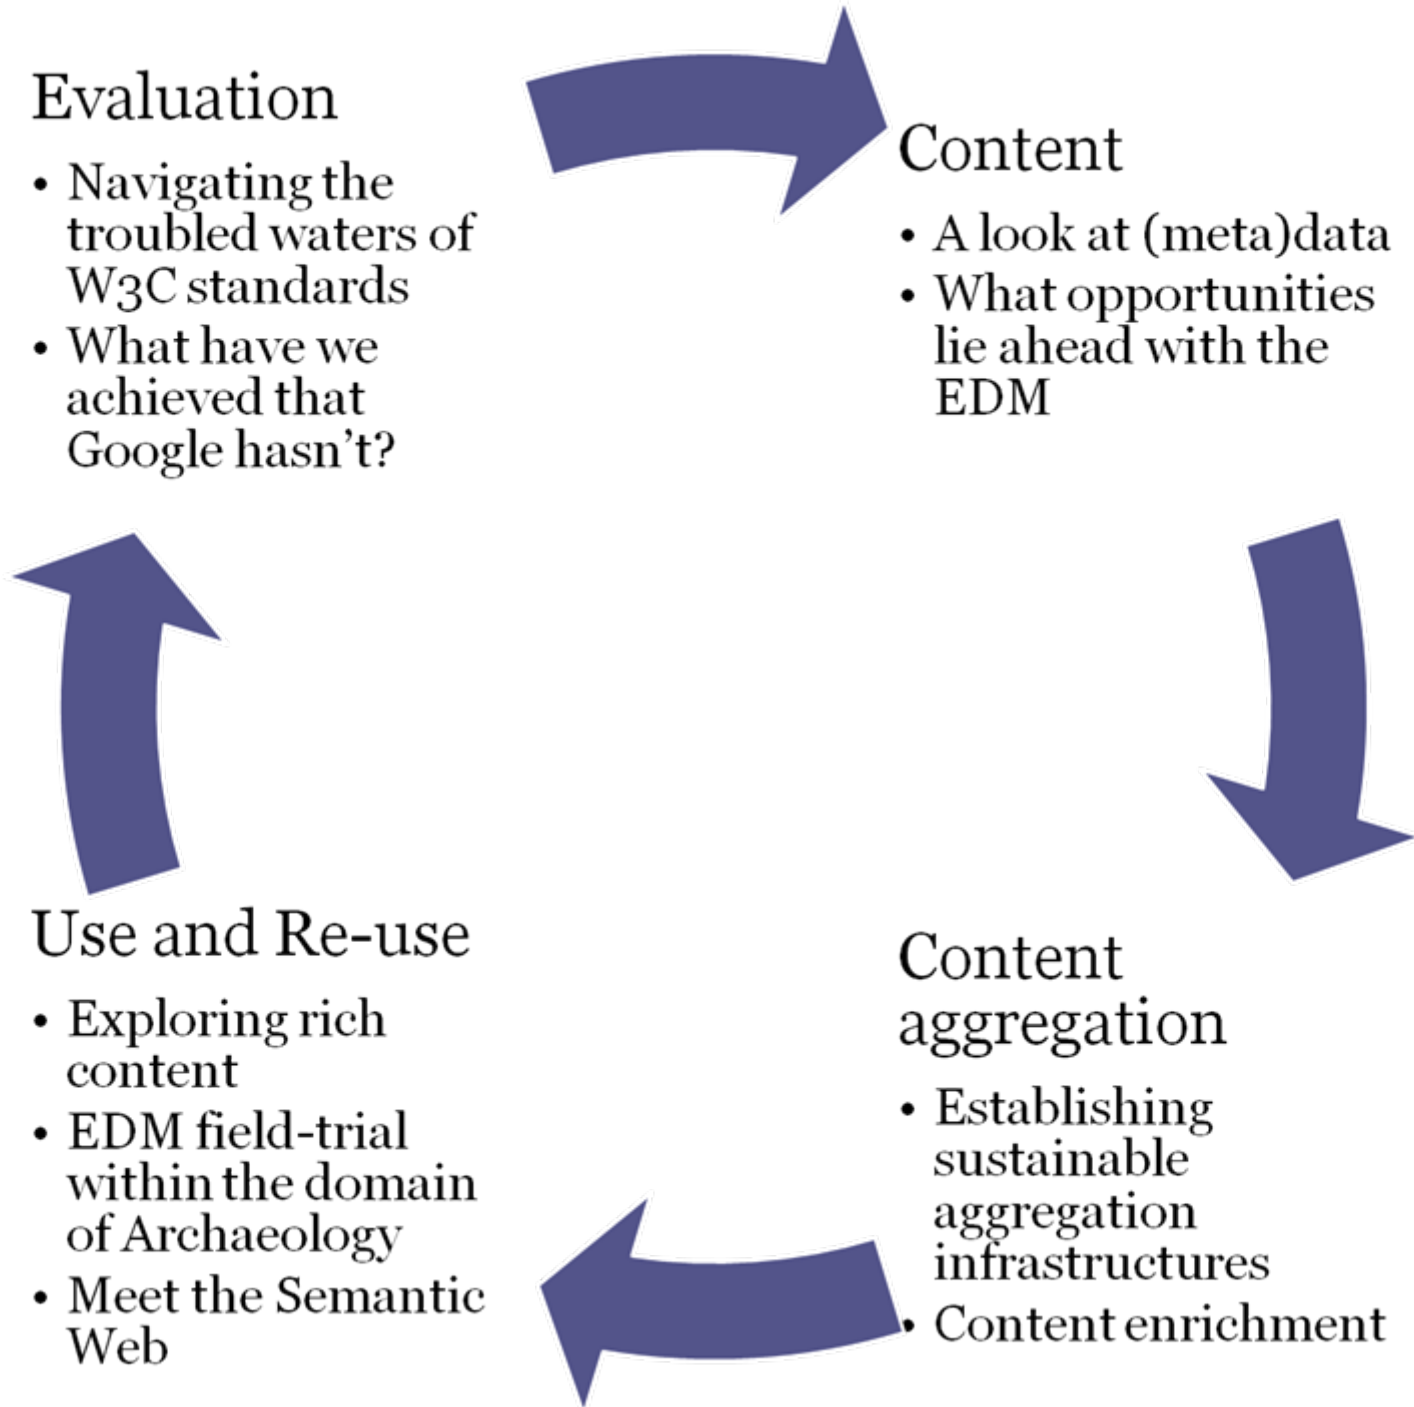 Evaluation
• Navigating the
troubled waters of
W3C standards
• What have we
achieved that
Google hasn't?
Content
• A look at (meta)data
• What opportunities
lie ahead with the
EDM
Content
aggregation
• Establishing
sustainable
aggregation
infrastructures
• Content enrichment
Use and Re-use
• Exploring rich
content
• EDM field-trial
within the domain
of Archaeology
• Meet the Semantic
Web